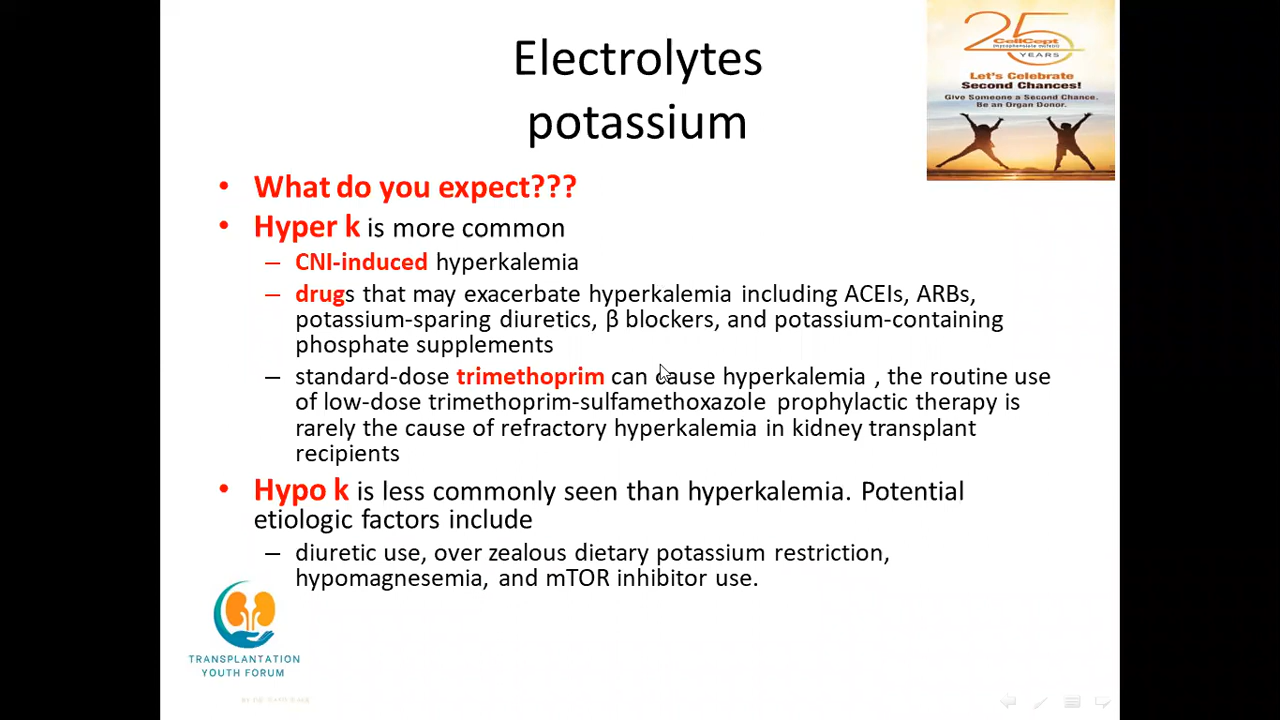 Electrolytes
potassium
25
CellCept
(mycophenolate mofetil)
YEARS
Let's Celebrate
Second Chances!
Give Someone a Second Chance.
Be an Organ Donor.
• What do you expect???
• Hyper k is more common
– CNI-induced hyperkalemia
– drugs that may exacerbate hyperkalemia including ACEIs, ARBs,
potassium-sparing diuretics, β blockers, and potassium-containing
phosphate supplements
– standard-dose trimethoprim can cause hyperkalemia , the routine use
of low-dose trimethoprim-sulfamethoxazole prophylactic therapy is
rarely the cause of refractory hyperkalemia in kidney transplant
recipients
• Hypo k is less commonly seen than hyperkalemia. Potential
etiologic factors include
– diuretic use, over zealous dietary potassium restriction,
hypomagnesemia, and mTOR inhibitor use.
TRANSPLANTATION
YOUTH FORUM